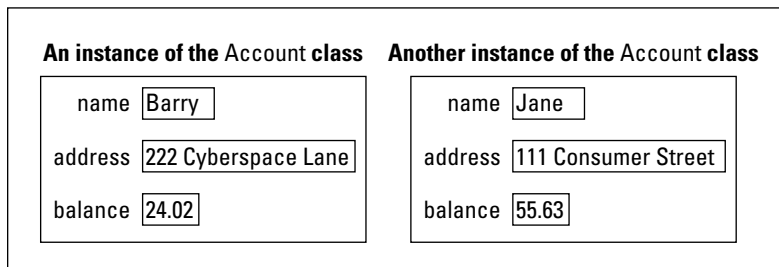 An instance of the Account class
name Barry
address 222 Cyberspace Lane
balance 24.02
Another instance of the Account class
name Jane
address 111 Consumer Street
balance 55.63